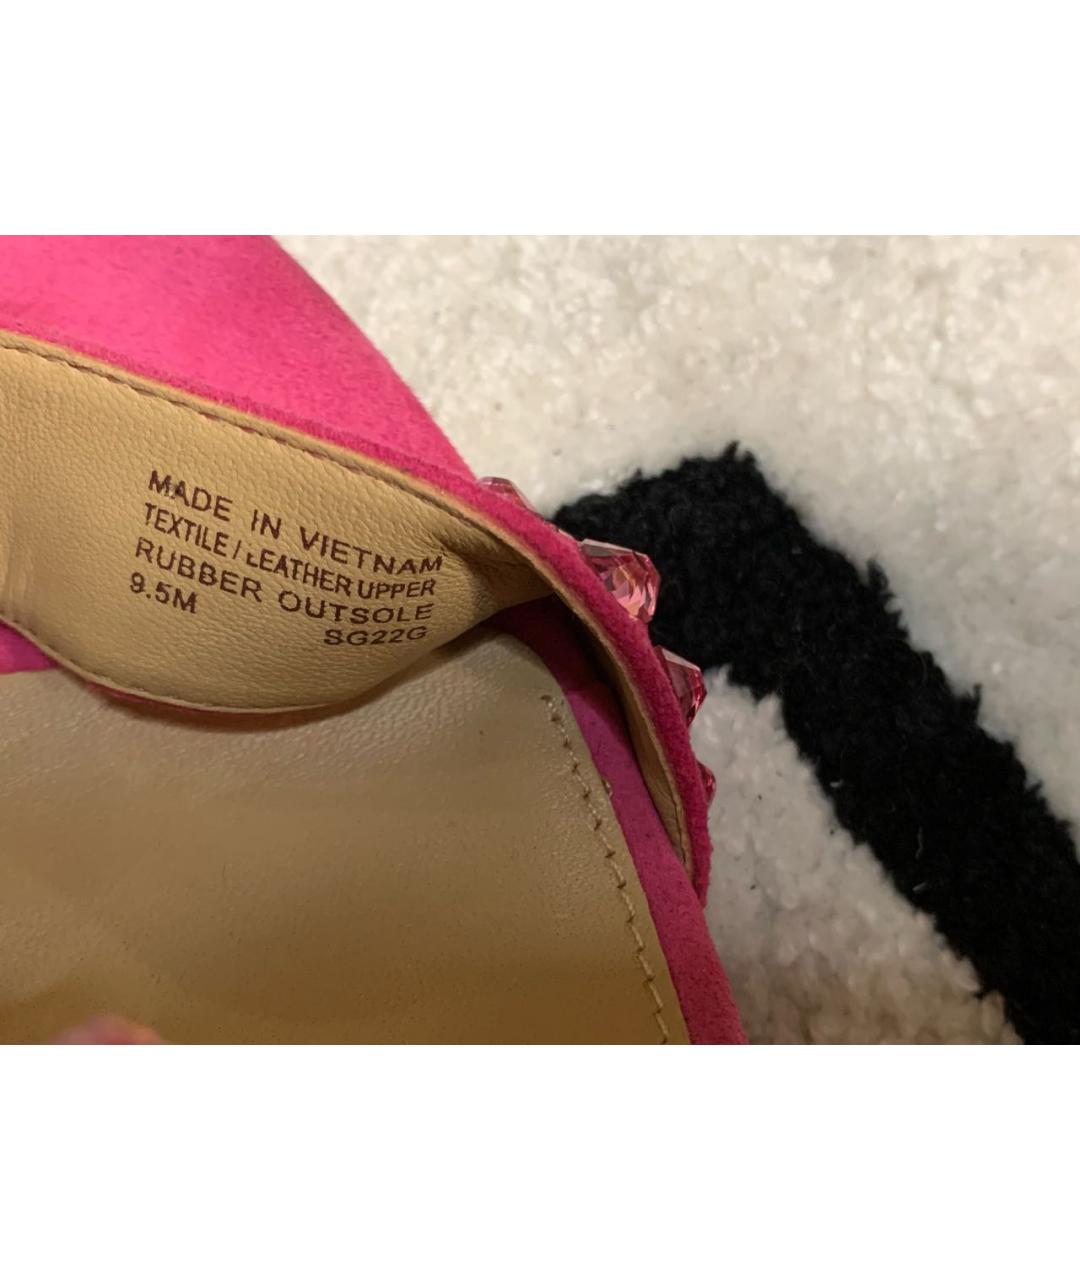 MADE IN VIETNAM
TEXTILE/LEATHER UPPER
RUBBER OUTSOLE
9.5M
SG22G